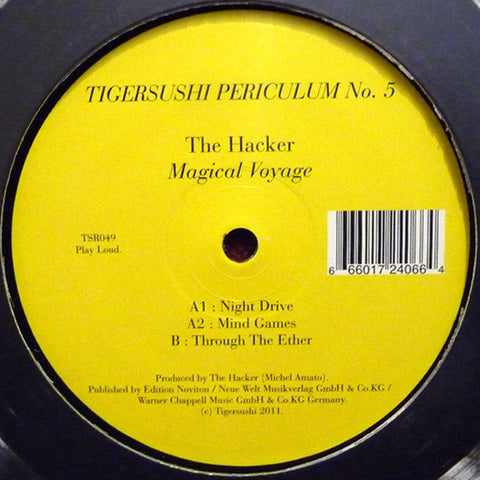 TIGERSUSHI PERICULUM No. 5
The Hacker
Magical Voyage
TSR049
Play Loud.
6 66017 24066 4
A1 : Night Drive
A2 : Mind Games
B : Through The Ether
Produced by The Hacker (Michel Amato).
Published by Edition Noviton / Neue Welt Musikverlag GmbH & Co.KG /
Warner Chappell Music GmbH & Co.KG Germany.
(c) Tigersushi 2011.